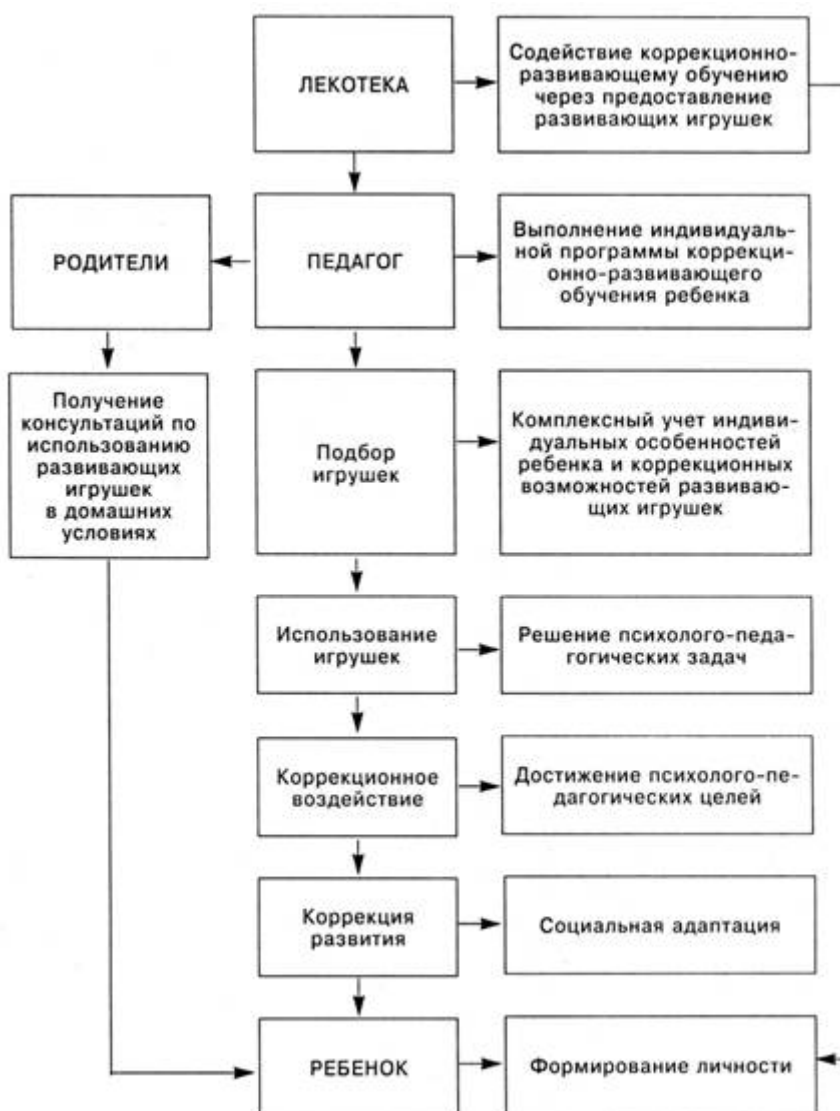 ЛЕКОТЕКА
Содействие коррекционно-
развивающему обучению
через предоставление
развивающих игрушек
РОДИТЕЛИ
ПЕДАГОГ
Выполнение индивидуаль-
ной программы коррекци-
онно-развивающего
обучения ребенка
Получение
консультаций по
использованию
развивающих
игрушек
в домашних
условиях
Подбор
игрушек
Комплексный учет индиви-
дуальных особенностей
ребенка и коррекционных
возможностей развиваю-
щих игрушек
Использование
игрушек
Решение психолого-педа-
гогических задач
Коррекционное
воздействие
Достижение психолого-пе-
дагогических целей
Коррекция
развития
Социальная адаптация
РЕБЕНОК
Формирование личности